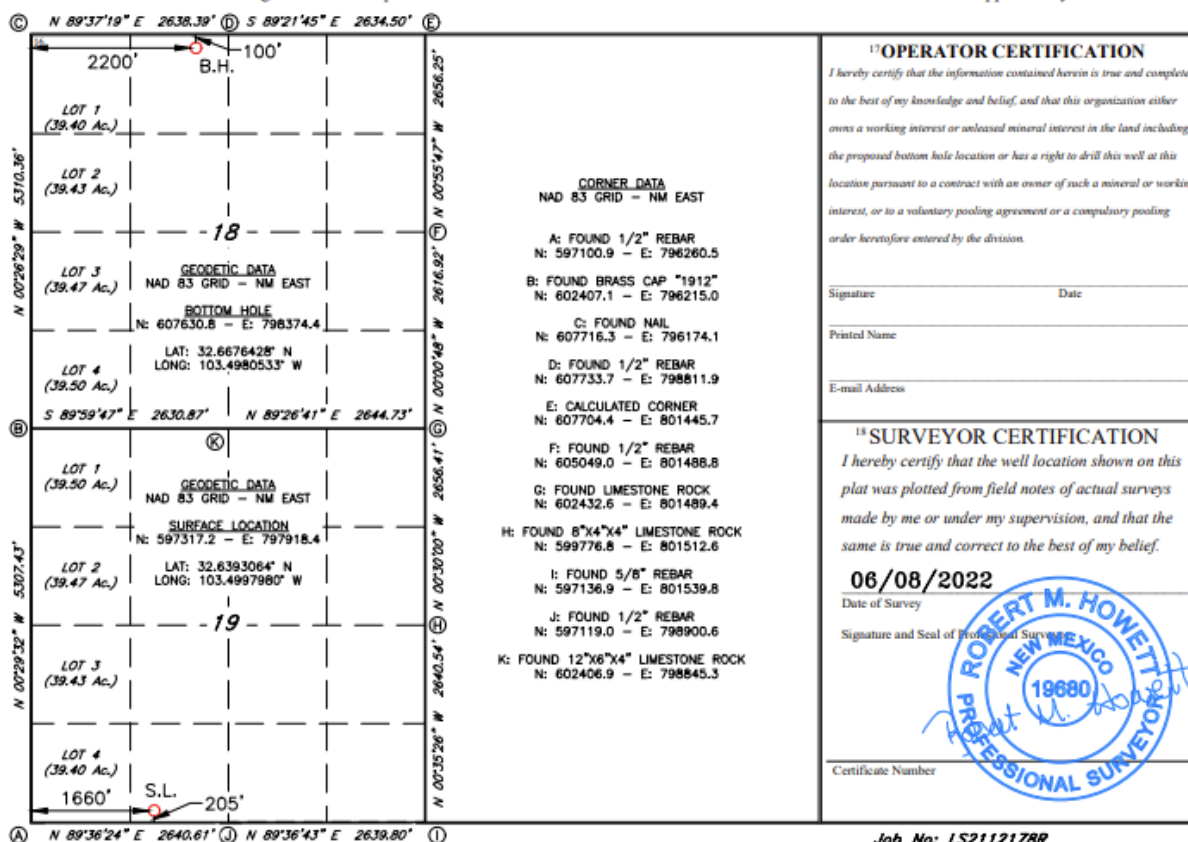 C N 89°37'19" E 2638.39' D S 89°21'45" E 2634.50' E
16
2200'
100'
B.H.
LOT 1
(39.40 Ac.)
LOT 2
(39.43 Ac.)
18
LOT 3
(39.47 Ac.)
GEODETIC DATA
NAD 83 GRID – NM EAST
BOTTOM HOLE
N: 607630.8 – E: 798374.4
LAT: 32.6676428° N
LONG: 103.4980533° W
LOT 4
(39.50 Ac.)
S 89°59'47" E 2630.87' N 89°26'41" E 2644.73'
N 00°26'29" W 5310.36'
N 00°55'47" W 2656.25'
F
N 00°00'48" W 2616.92'
B
K
G
LOT 1
(39.50 Ac.)
GEODETIC DATA
NAD 83 GRID – NM EAST
SURFACE LOCATION
N: 597317.2 – E: 797918.4
LOT 2
(39.47 Ac.)
LAT: 32.6393064° N
LONG: 103.4997980° W
19
LOT 3
(39.43 Ac.)
LOT 4
(39.40 Ac.)
1660'
S.L.
205'
N 00°29'32" W 5307.43'
N 00°30'00" W 2656.41'
H
N 00°35'26" W 2640.54'
A N 89°36'24" E 2640.61' J N 89°36'43" E 2639.80' I
CORNER DATA
NAD 83 GRID – NM EAST
A: FOUND 1/2" REBAR
N: 597100.9 – E: 796260.5
B: FOUND BRASS CAP "1912"
N: 602407.1 – E: 796215.0
C: FOUND NAIL
N: 607716.3 – E: 796174.1
D: FOUND 1/2" REBAR
N: 607733.7 – E: 798811.9
E: CALCULATED CORNER
N: 607704.4 – E: 801445.7
F: FOUND 1/2" REBAR
N: 605049.0 – E: 801488.8
G: FOUND LIMESTONE ROCK
N: 602432.6 – E: 801489.4
H: FOUND 8"X4"X4" LIMESTONE ROCK
N: 599776.8 – E: 801512.6
I: FOUND 5/8" REBAR
N: 597136.9 – E: 801539.8
J: FOUND 1/2" REBAR
N: 597119.0 – E: 798900.6
K: FOUND 12"X6"X4" LIMESTONE ROCK
N: 602406.9 – E: 798845.3
17 OPERATOR CERTIFICATION
I hereby certify that the information contained herein is true and complete
to the best of my knowledge and belief, and that this organization either
owns a working interest or unleased mineral interest in the land including
the proposed bottom hole location or has a right to drill this well at this
location pursuant to a contract with an owner of such a mineral or working
interest, or to a voluntary pooling agreement or a compulsory pooling
order heretofore entered by the division.
Signature Date
Printed Name
E-mail Address
18 SURVEYOR CERTIFICATION
I hereby certify that the well location shown on this
plat was plotted from field notes of actual surveys
made by me or under my supervision, and that the
same is true and correct to the best of my belief.
06/08/2022
Date of Survey
Signature and Seal of Professional Surveyor
ROBERT M. HOWETT
NEW MEXICO
19680
PROFESSIONAL SURVEYOR
Robert M. Howett
Certificate Number
Job No: LS2112178R